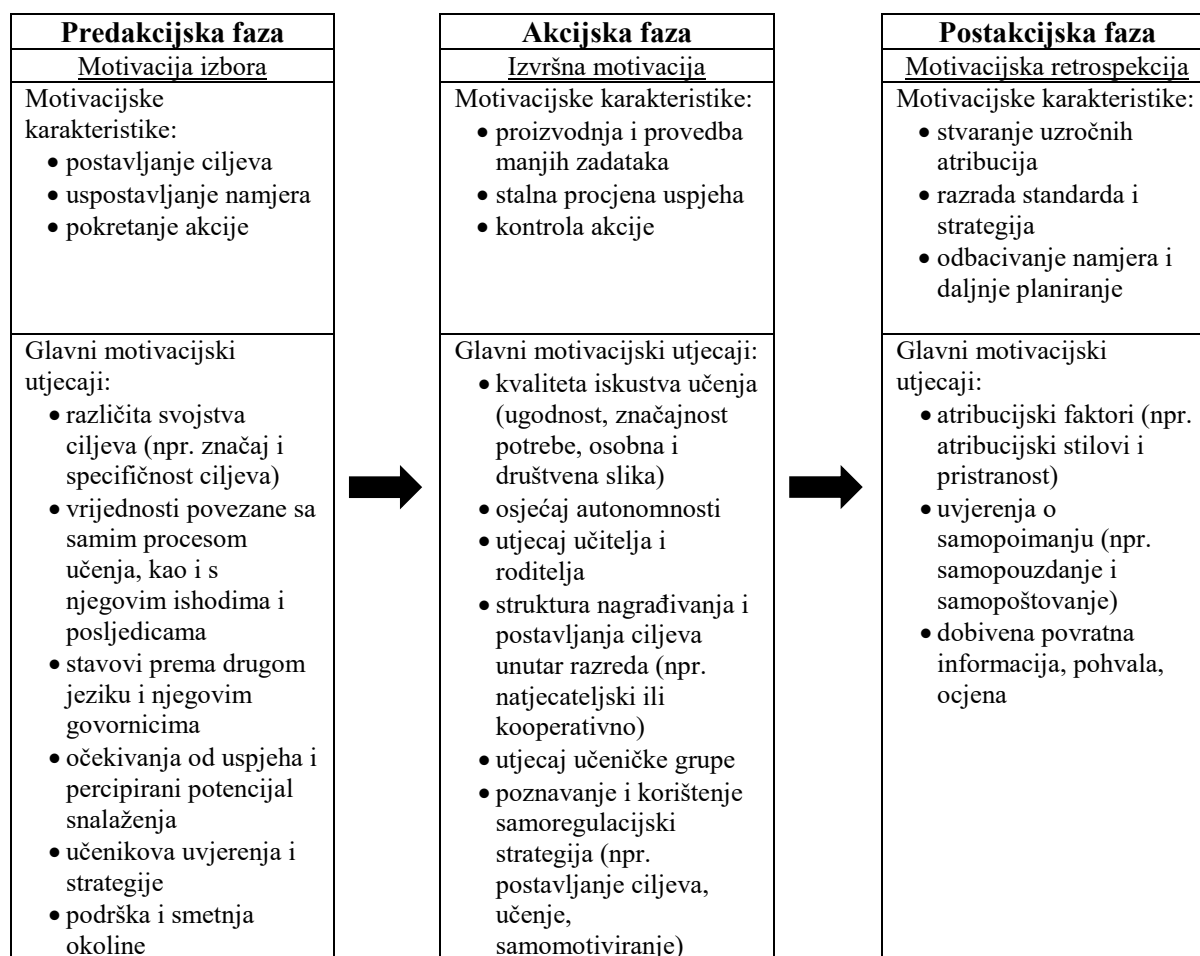 Predakcijska faza
Motivacija izbora
Motivacijske
karakteristike:
• postavljanje ciljeva
• uspostavljanje namjera
• pokretanje akcije
Glavni motivacijski
utjecaji:
• različita svojstva
ciljeva (npr. značaj i
specifičnost ciljeva)
• vrijednosti povezane sa
samim procesom
učenja, kao i s
njegovim ishodima i
posljedicama
• stavovi prema drugom
jeziku i njegovim
govornicima
• očekivanja od uspjeha i
percipirani potencijal
snalaženja
• učenikova uvjerenja i
strategije
• podrška i smetnja
okoline
Akcijska faza
Izvršna motivacija
Motivacijske karakteristike:
• proizvodnja i provedba
manjih zadataka
• stalna procjena uspjeha
• kontrola akcije
Glavni motivacijski utjecaji:
• kvaliteta iskustva učenja
(ugodnost, značajnost
potrebe, osobna i
društvena slika)
• osjećaj autonomnosti
• utjecaj učitelja i
roditelja
• struktura nagrađivanja i
postavljanja ciljeva
unutar razreda (npr.
natjecateljski ili
kooperativno)
• utjecaj učeničke grupe
• poznavanje i korištenje
samoregulacijski
strategija (npr.
postavljanje ciljeva,
učenje,
samomotiviranje)
Postakcijska faza
Motivacijska retrospekcija
Motivacijske karakteristike:
• stvaranje uzročnih
atribucija
• razrada standarda i
strategija
• odbacivanje namjera i
daljnje planiranje
Glavni motivacijski
utjecaji:
• atribucijski faktori (npr.
atribucijski stilovi i
pristranost)
• uvjerenja o
samopoimanju (npr.
samopouzdanje i
samopoštovanje)
• dobivena povratna
informacija, pohvala,
ocjena